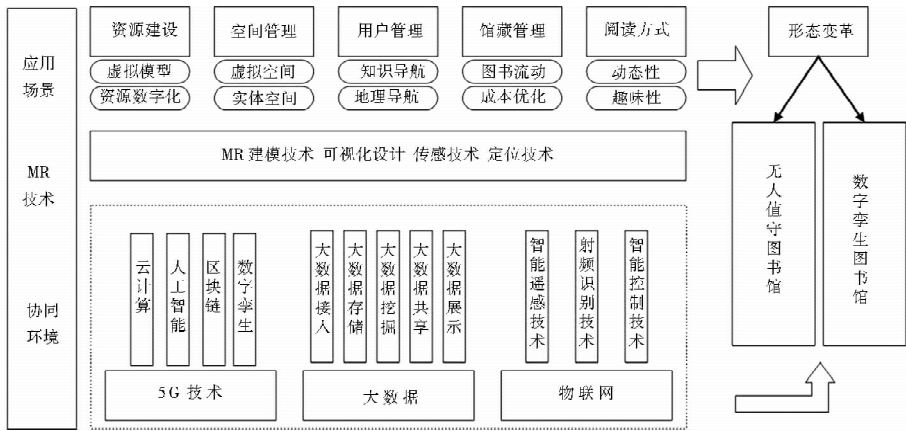 应用
场景
MR
技术
协同
环境
资源建设
空间管理
用户管理
馆藏管理
阅读方式
虚拟模型
虚拟空间
知识导航
图书流动
动态性
资源数字化
实体空间
地理导航
成本优化
趣味性
MR 建模技术 可视化设计 传感技术 定位技术
云计算
人工智能
区块链
数字孪生
大数据接入
大数据存储
大数据挖掘
大数据共享
大数据展示
智能遥感技术
射频识别技术
智能控制技术
5G 技术
大数据
物联网
形态变革
无人值守图书馆
数字孪生图书馆